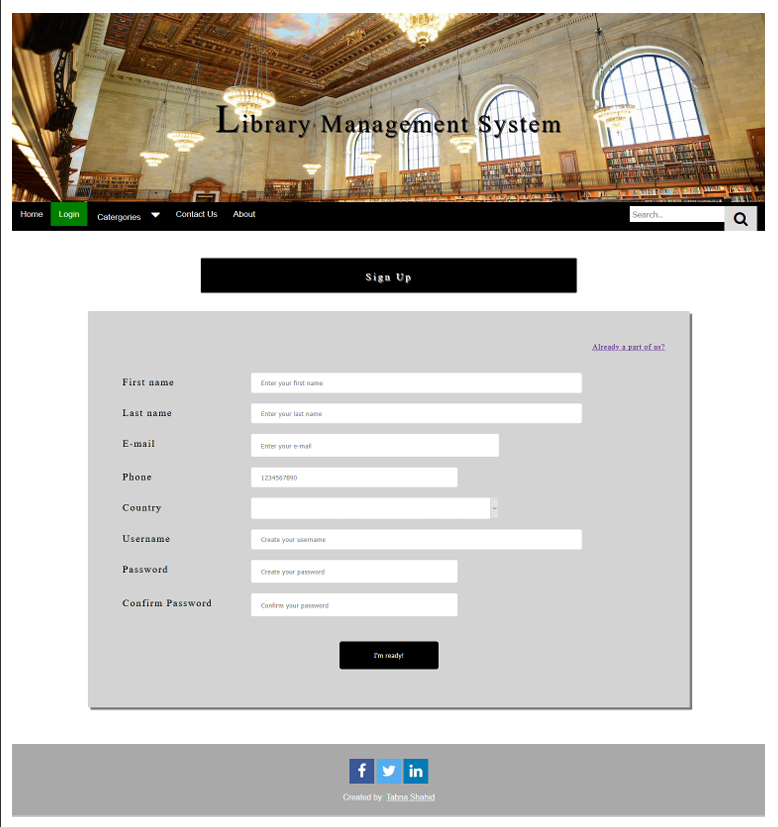 Library Management System
Home Login Catergories Contact Us About Search..
Sign Up
Already a part of us?
First name Enter your first name
Last name Enter your last name
E-mail Enter your e-mail
Phone 1234567890
Country
Username Create your username
Password Create your password
Confirm Password Confirm your password
I'm ready!
Created by: Tabna Shahid